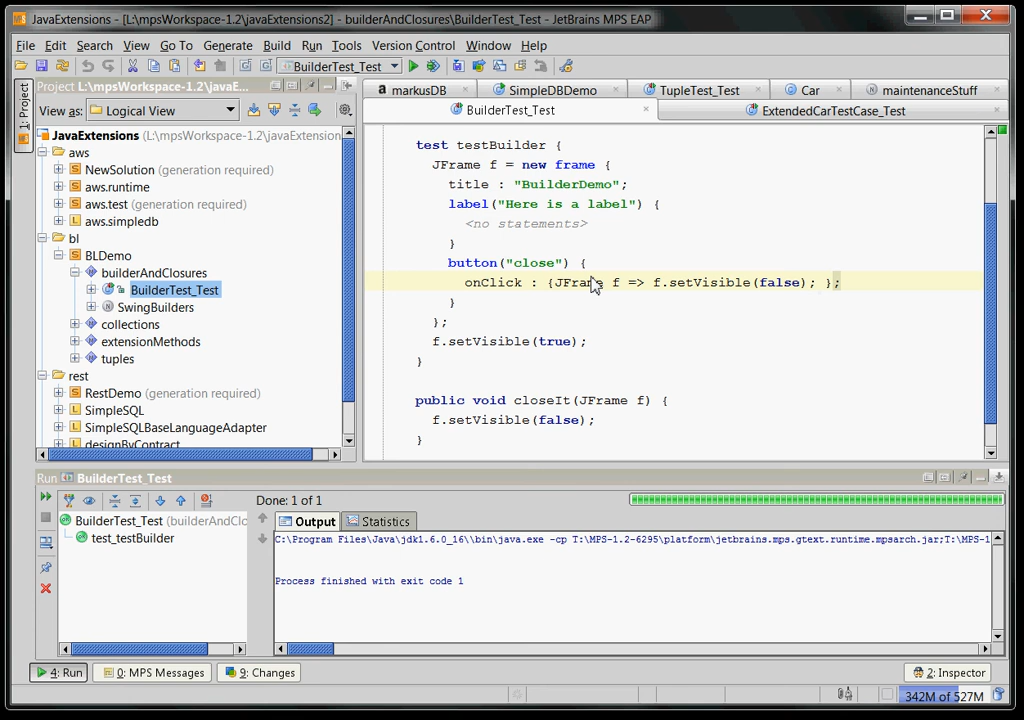 JavaExtensions - [L:\mpsWorkspace-1.2\javaExtensions2] - builderAndClosures\BuilderTest_Test - JetBrains MPS EAP
File Edit Search View Go To Generate Build Run Tools Version Control Window Help
BuilderTest_Test
1: Project
Project L:\mpsWorkspace-1.2\javaE...
View as: Logical View
JavaExtensions (L:\mpsWorkspace-1.2\javaExtension
aws
NewSolution (generation required)
aws.runtime
aws.test (generation required)
aws.simpledb
bl
BLDemo
builderAndClosures
BuilderTest_Test
SwingBuilders
collections
extensionMethods
tuples
rest
RestDemo (generation required)
SimpleSQL
SimpleSQLBaseLanguageAdapter
designByContract
a markusDB SimpleDBDemo TupleTest_Test Car maintenanceStuff
BuilderTest_Test ExtendedCarTestCase_Test
test testBuilder {
JFrame f = new frame {
title : "BuilderDemo";
label("Here is a label") {
<no statements>
}
button("close") {
onClick : {JFrame f => f.setVisible(false); };
}
};
f.setVisible(true);
}
public void closeIt(JFrame f) {
f.setVisible(false);
}
Run BuilderTest_Test
Done: 1 of 1
BuilderTest_Test (builderAndClo
test_testBuilder
Output Statistics
C:\Program Files\Java\jdk1.6.0_16\\bin\java.exe -cp T:\MPS-1.2-6295\platform\jetbrains.mps.gtext.runtime.mpsarch.jar;T:\MPS-1
Process finished with exit code 1
4: Run 0: MPS Messages 9: Changes 2: Inspector
342M of 527M